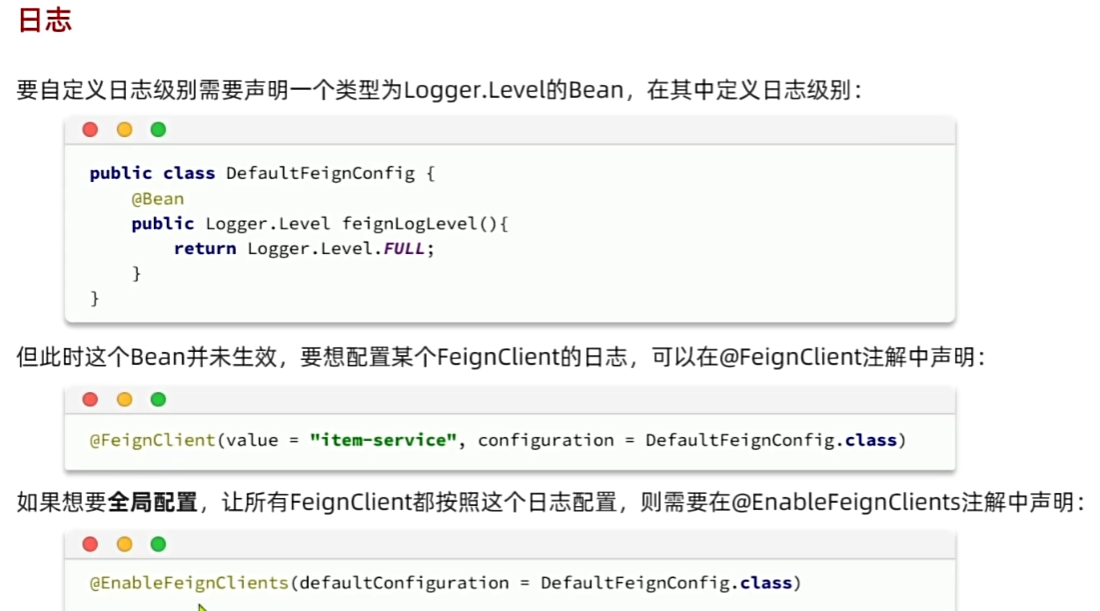 日志
要自定义日志级别需要声明一个类型为Logger.Level的Bean，在其中定义日志级别：
public class DefaultFeignConfig {
    @Bean
    public Logger.Level feignLogLevel(){
        return Logger.Level.FULL;
    }
}
但此时这个Bean并未生效，要想配置某个FeignClient的日志，可以在@FeignClient注解中声明：
@FeignClient(value = "item-service", configuration = DefaultFeignConfig.class)
如果想要全局配置，让所有FeignClient都按照这个日志配置，则需要在@EnableFeignClients注解中声明：
@EnableFeignClients(defaultConfiguration = DefaultFeignConfig.class)